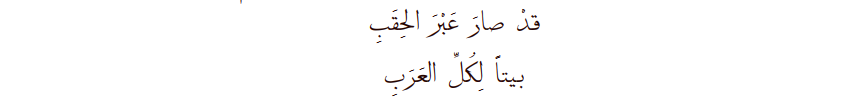 قدْ صارَ عَبْرَ الحِقَبِ
بيتاً لِكُلِّ العَرَبِ